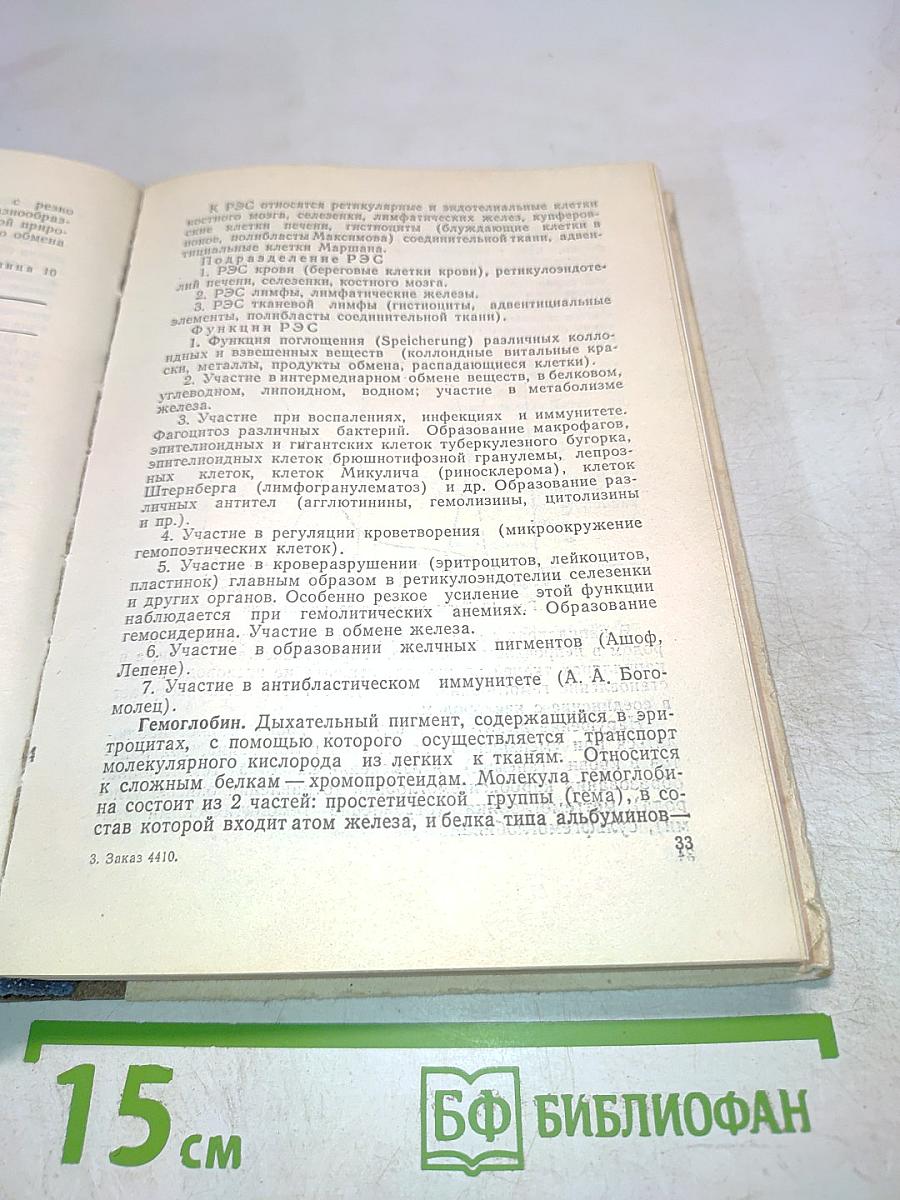 с резко
азнообраз-
ой приро-
о обмена
лица 10
К РЭС относятся ретикулярные и эндотелиальные клетки
костного мозга, селезенки, лимфатических желез, купферов-
ские клетки печени, гистиоциты (блуждающие клетки в
покое, полибласты Максимова) соединительной ткани, адвен-
тициальные клетки Маршана.
Подразделение РЭС
1. РЭС крови (береговые клетки крови), ретикулоэндоте-
лий печени, селезенки, костного мозга.
2. РЭС лимфы, лимфатические железы.
3. РЭС тканевой лимфы (гистиоциты, адвентициальные
элементы, полибласты соединительной ткани).
Функции РЭС
1. Функция поглощения (Speicherung) различных колло-
идных и взвешенных веществ (коллоидные витальные кра-
ски, металлы, продукты обмена, распадающиеся клетки).
2. Участие в интермедиарном обмене веществ, в белковом,
углеводном, липоидном, водном; участие в метаболизме
железа.
3. Участие при воспалениях, инфекциях и иммунитете.
Фагоцитоз различных бактерий. Образование макрофагов,
эпителиоидных и гигантских клеток туберкулезного бугорка,
эпителиоидных клеток брюшнотифозной гранулемы, лепроз-
ных клеток, клеток Микулича (риносклерома), клеток
Штернберга (лимфогранулематоз) и др. Образование раз-
личных антител (агглютинины, гемолизины, цитолизины
и пр.).
4. Участие в регуляции кроветворения (микроокружение
гемопоэтических клеток).
5. Участие в кроверазрушении (эритроцитов, лейкоцитов,
пластинок) главным образом в ретикулоэндотелии селезенки
и других органов. Особенно резкое усиление этой функции
наблюдается при гемолитических анемиях. Образование
гемосидерина. Участие в обмене железа.
6. Участие в образовании желчных пигментов (Ашоф,
Лепене).
7. Участие в антибластическом иммунитете (А. А. Бого-
молец).
Гемоглобин. Дыхательный пигмент, содержащийся в эри-
троцитах, с помощью которого осуществляется транспорт
молекулярного кислорода из легких к тканям. Относится
к сложным белкам — хромопротеидам. Молекула гемоглоби-
на состоит из 2 частей: простетической группы (гема), в со-
став которой входит атом железа, и белка типа альбуминов—
3. Заказ 4410.
33
15 см
БФ БИБЛИОФАН